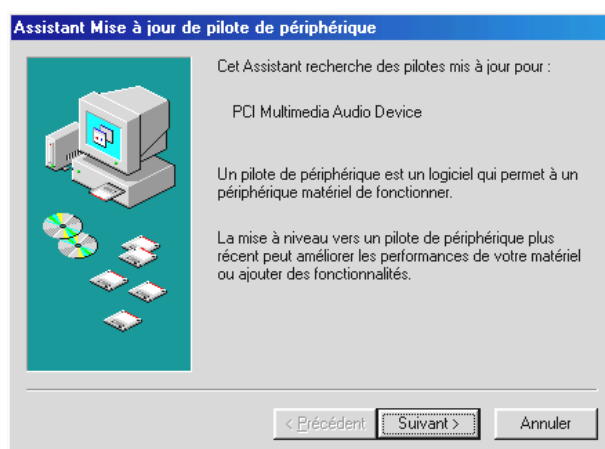 Assistant Mise à jour de pilote de périphérique
Cet Assistant recherche des pilotes mis à jour pour :
PCI Multimedia Audio Device
Un pilote de périphérique est un logiciel qui permet à un
périphérique matériel de fonctionner.
La mise à niveau vers un pilote de périphérique plus
récent peut améliorer les performances de votre matériel
ou ajouter des fonctionnalités.
< Précédent Suivant > Annuler